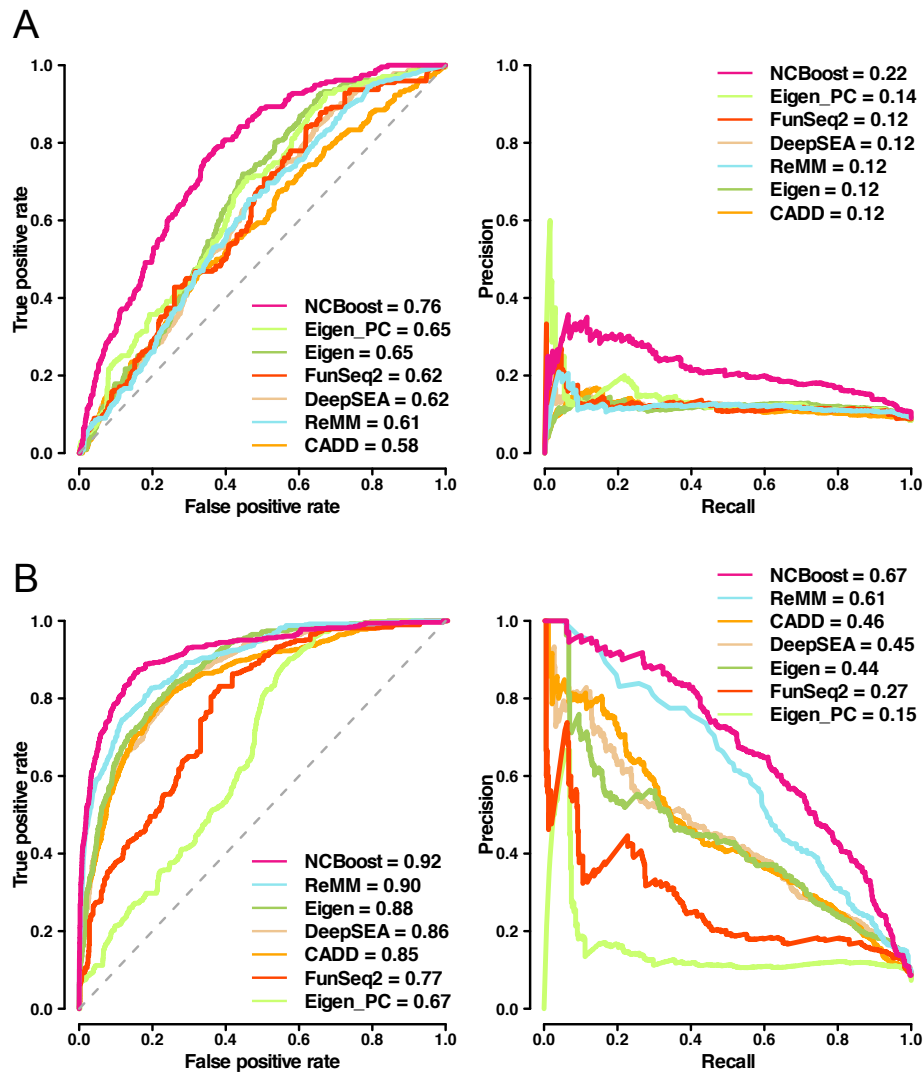 A
1.0
0.8
0.6
0.4
0.2
0.0
True positive rate
NCBoost = 0.76
Eigen_PC = 0.65
Eigen = 0.65
FunSeq2 = 0.62
DeepSEA = 0.62
ReMM = 0.61
CADD = 0.58
0.0 0.2 0.4 0.6 0.8 1.0
False positive rate
1.0
0.8
0.6
0.4
0.2
0.0
Precision
NCBoost = 0.22
Eigen_PC = 0.14
FunSeq2 = 0.12
DeepSEA = 0.12
ReMM = 0.12
Eigen = 0.12
CADD = 0.12
0.0 0.2 0.4 0.6 0.8 1.0
Recall
B
1.0
0.8
0.6
0.4
0.2
0.0
True positive rate
NCBoost = 0.92
ReMM = 0.90
Eigen = 0.88
DeepSEA = 0.86
CADD = 0.85
FunSeq2 = 0.77
Eigen_PC = 0.67
0.0 0.2 0.4 0.6 0.8 1.0
False positive rate
1.0
0.8
0.6
0.4
0.2
0.0
Precision
NCBoost = 0.67
ReMM = 0.61
CADD = 0.46
DeepSEA = 0.45
Eigen = 0.44
FunSeq2 = 0.27
Eigen_PC = 0.15
0.0 0.2 0.4 0.6 0.8 1.0
Recall